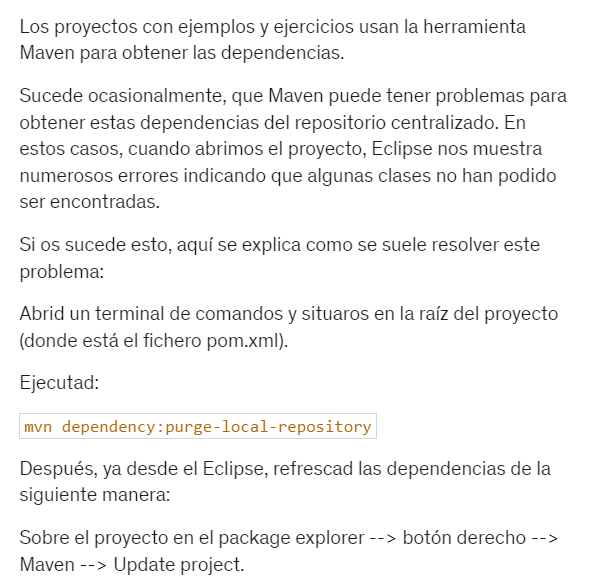 Los proyectos con ejemplos y ejercicios usan la herramienta
Maven para obtener las dependencias.
Sucede ocasionalmente, que Maven puede tener problemas para
obtener estas dependencias del repositorio centralizado. En
estos casos, cuando abrimos el proyecto, Eclipse nos muestra
numerosos errores indicando que algunas clases no han podido
ser encontradas.
Si os sucede esto, aquí se explica como se suele resolver este
problema:
Abrid un terminal de comandos y situaros en la raíz del proyecto
(donde está el fichero pom.xml).
Ejecutad:
mvn dependency:purge-local-repository
Después, ya desde el Eclipse, refrescad las dependencias de la
siguiente manera:
Sobre el proyecto en el package explorer --> botón derecho -->
Maven --> Update project.